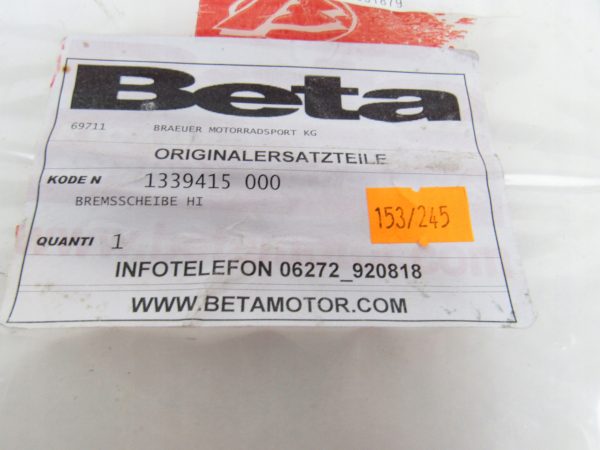 Beta
69711 BRAEUER MOTORRADSPORT KG
ORIGINALERSATZTEILE
KODE N 1339415 000
BREMSSCHEIBE HI
153/245
QUANTI 1
INFOTELEFON 06272_920818
WWW.BETAMOTOR.COM